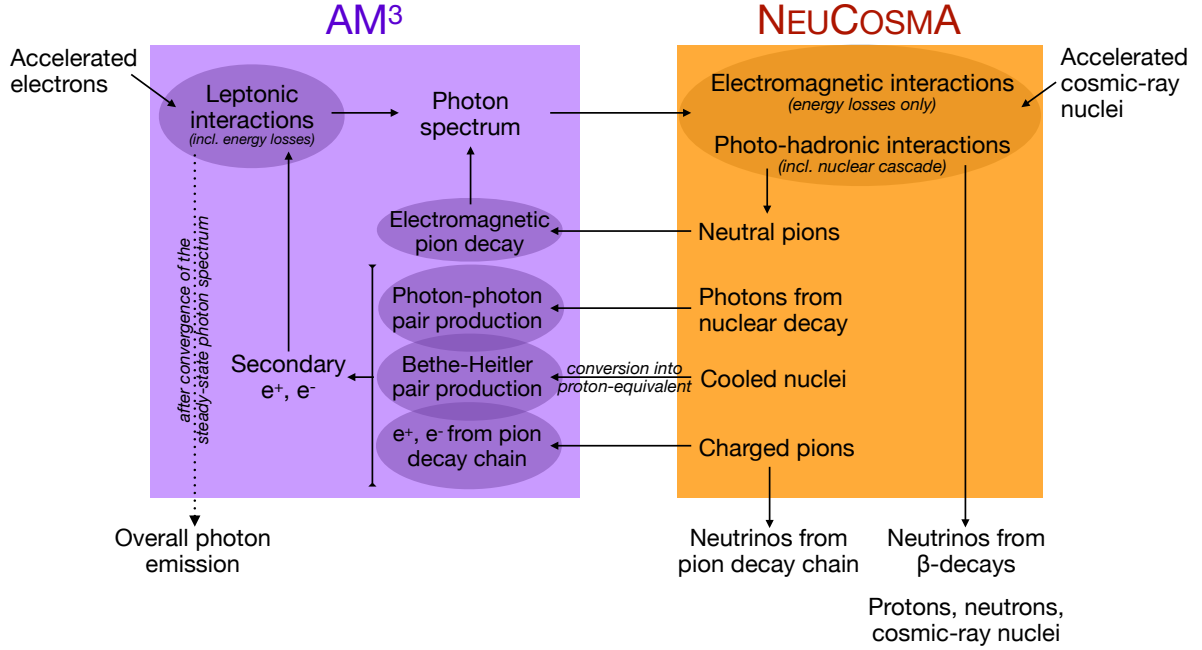 AM³
NEUCOSMA
Accelerated
electrons
Leptonic
interactions
(incl. energy losses)
Photon
spectrum
Electromagnetic interactions
(energy losses only)
Photo-hadronic interactions
(incl. nuclear cascade)
Accelerated
cosmic-ray
nuclei
Electromagnetic
pion decay
Neutral pions
after convergence of the
steady-state photon spectrum
Photon-photon
pair production
Photons from
nuclear decay
Secondary
e⁺, e⁻
Bethe-Heitler
pair production
conversion into
proton-equivalent
Cooled nuclei
e⁺, e⁻ from pion
decay chain
Charged pions
Overall photon
emission
Neutrinos from
pion decay chain
Neutrinos from
β-decays
Protons, neutrons,
cosmic-ray nuclei